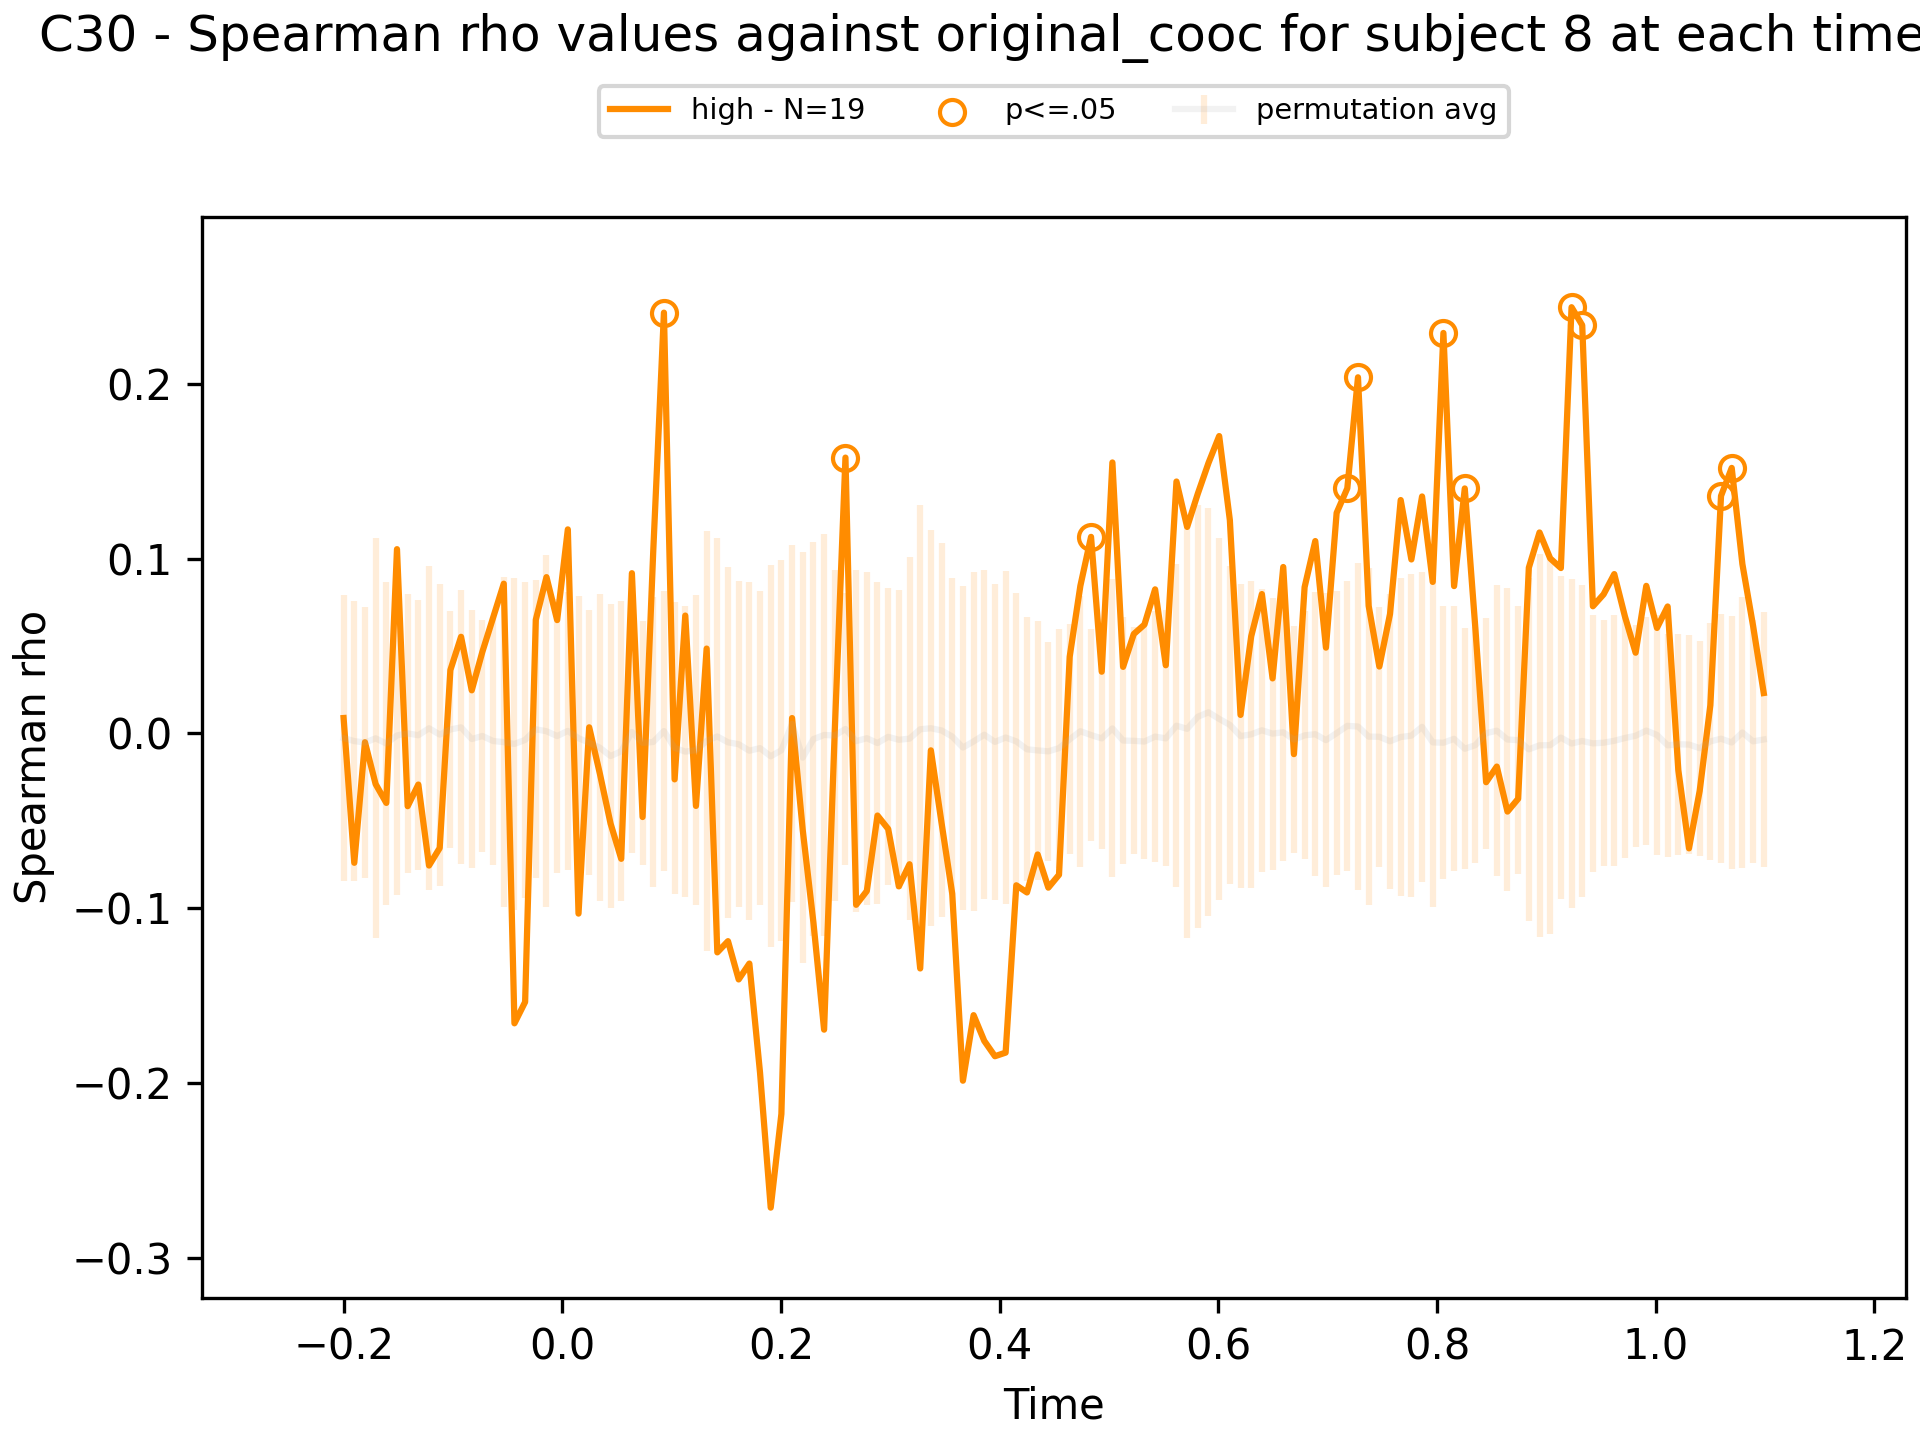 C30 - Spearman rho values against original_cooc for subject 8 at each time
high - N=19 p<=.05 permutation avg
Spearman rho
0.2
0.1
0.0
−0.1
−0.2
−0.3
−0.2 0.0 0.2 0.4 0.6 0.8 1.0 1.2
Time